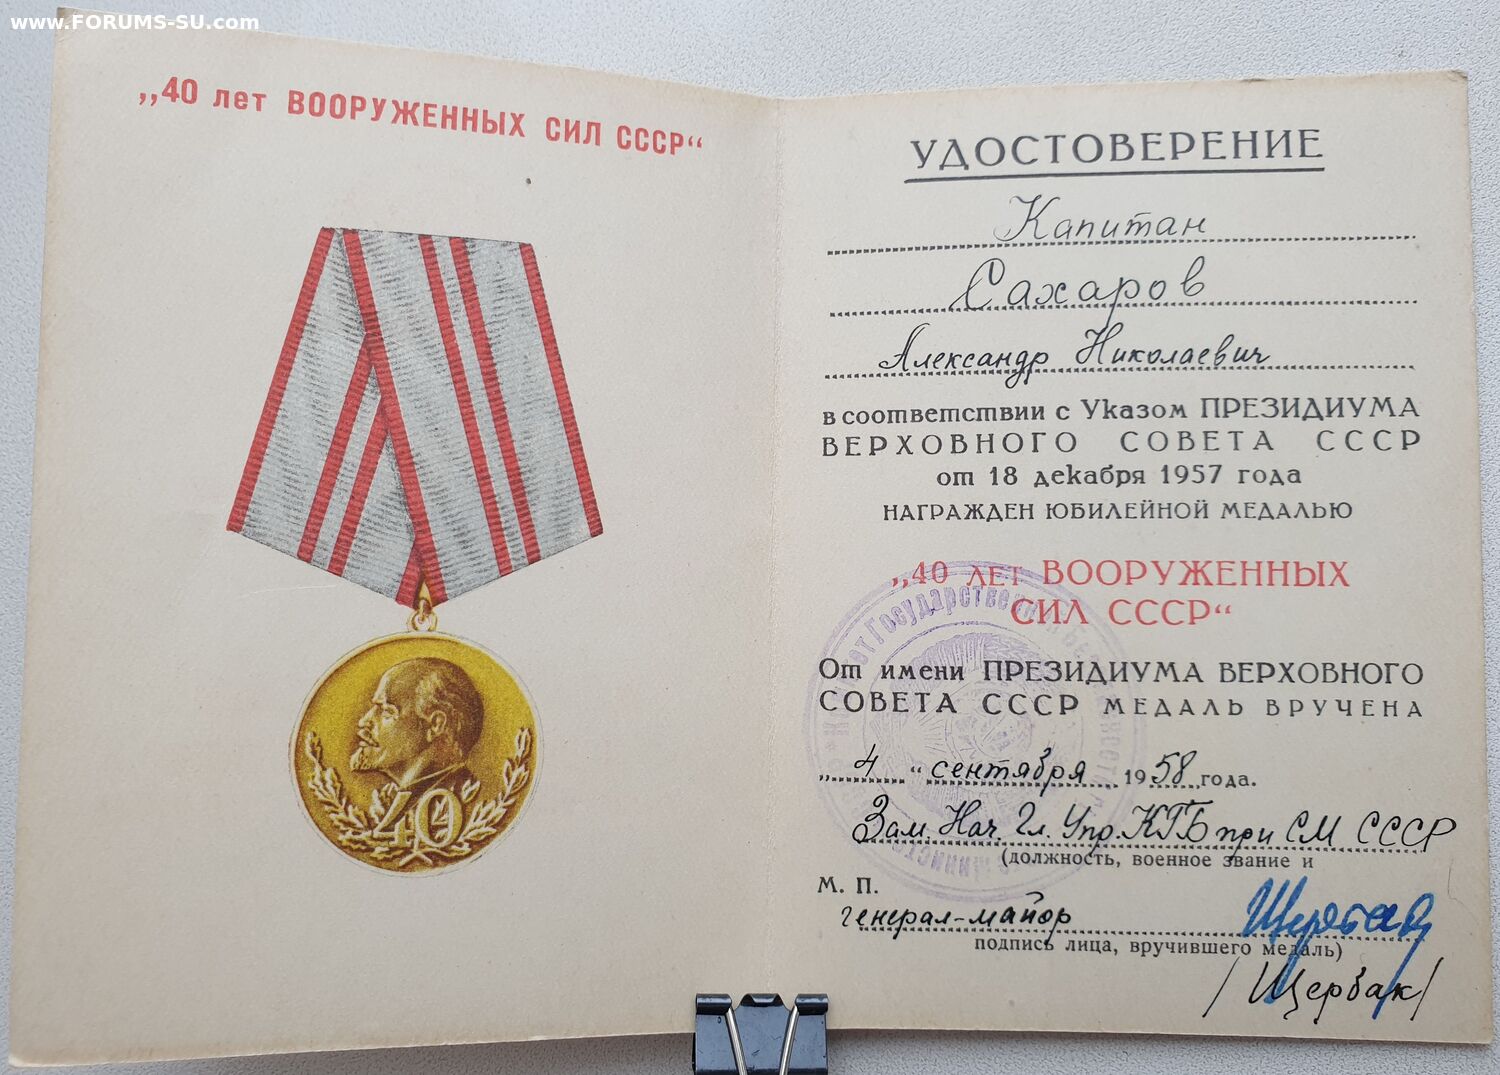 www.FORUMS-SU.com
„40 лет ВООРУЖЕННЫХ СИЛ СССР“
40
УДОСТОВЕРЕНИЕ
Капитан
Сахаров
Александр Николаевич
в соответствии с Указом ПРЕЗИДИУМА
ВЕРХОВНОГО СОВЕТА СССР
от 18 декабря 1957 года
НАГРАЖДЕН ЮБИЛЕЙНОЙ МЕДАЛЬЮ
„40 ЛЕТ ВООРУЖЕННЫХ
СИЛ СССР“
От имени ПРЕЗИДИУМА ВЕРХОВНОГО
СОВЕТА СССР МЕДАЛЬ ВРУЧЕНА
„4“ сентября 1958 года.
Зам. Нач. Гл. Упр. КГБ при СМ СССР
(должность, военное звание и
М. П.
генерал-майор Щербак
подпись лица, вручившего медаль)
/Щербак/
Государственной